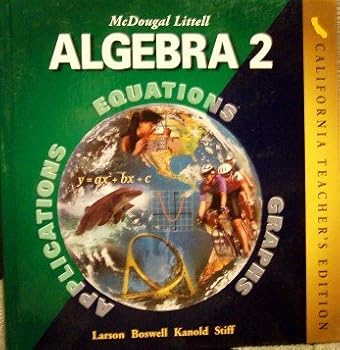 McDougal Littell
ALGEBRA 2
APPLICATIONS
EQUATIONS
GRAPHS
y = ax² + bx + c
Larson Boswell Kanold Stiff
CALIFORNIA TEACHER'S EDITION